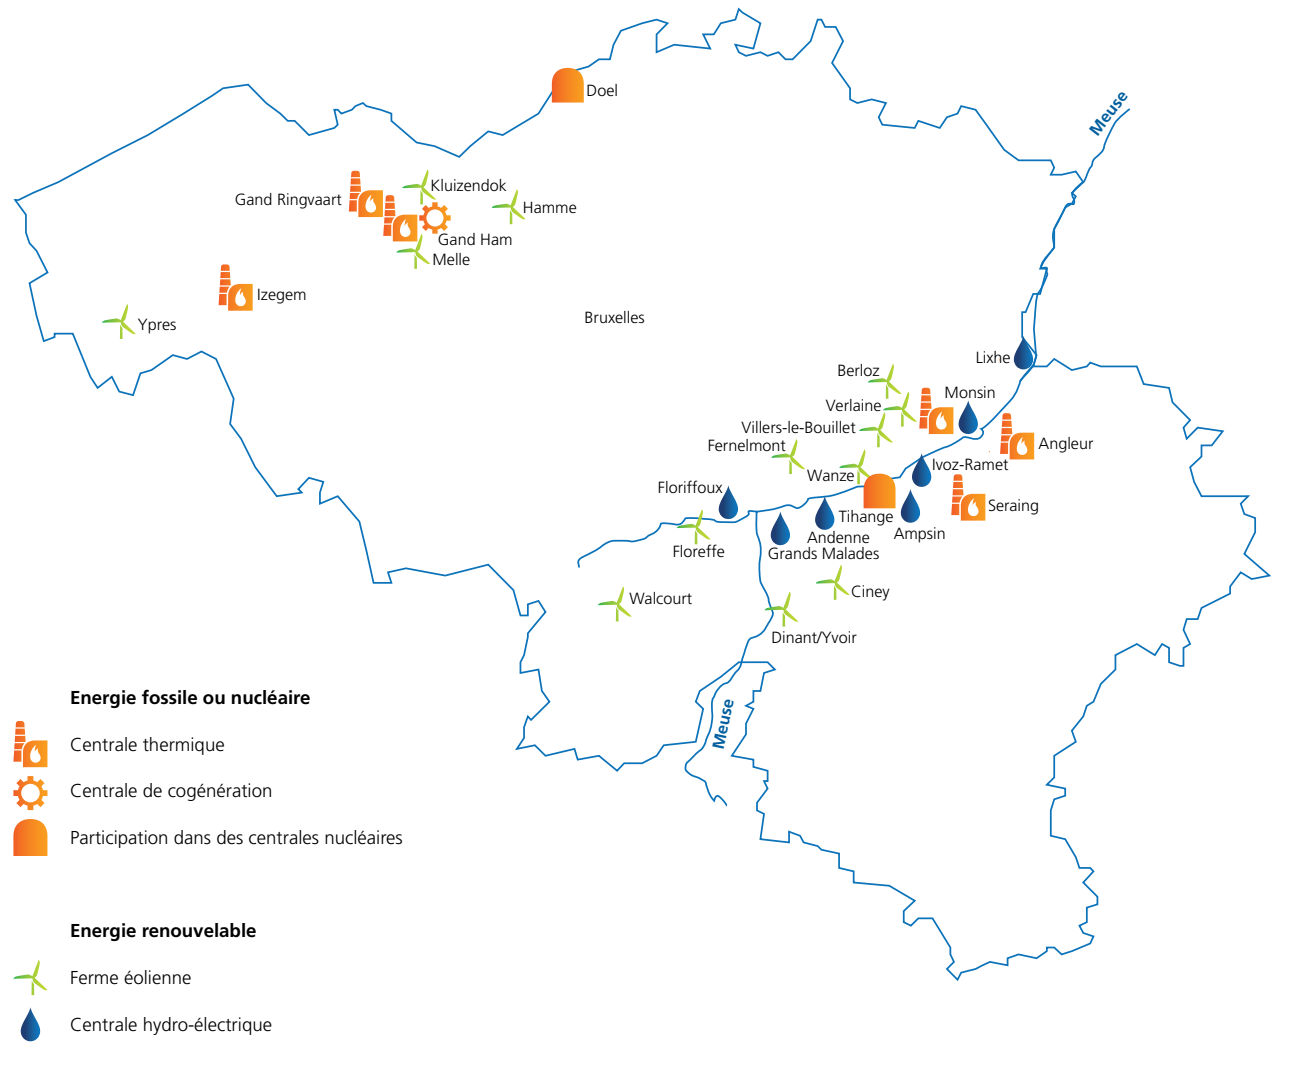 Meuse
Doel
Kluizendok
Gand Ringvaart
Hamme
Gand Ham
Melle
Izegem
Ypres
Bruxelles
Lixhe
Berloz
Monsin
Verlaine
Villers-le-Bouillet
Fernelmont
Angleur
Ivoz-Ramet
Wanze
Floriffoux
Seraing
Tihange
Ampsin
Andenne
Floreffe
Grands Malades
Ciney
Walcourt
Dinant/Yvoir
Meuse
Energie fossile ou nucléaire
Centrale thermique
Centrale de cogénération
Participation dans des centrales nucléaires
Energie renouvelable
Ferme éolienne
Centrale hydro-électrique